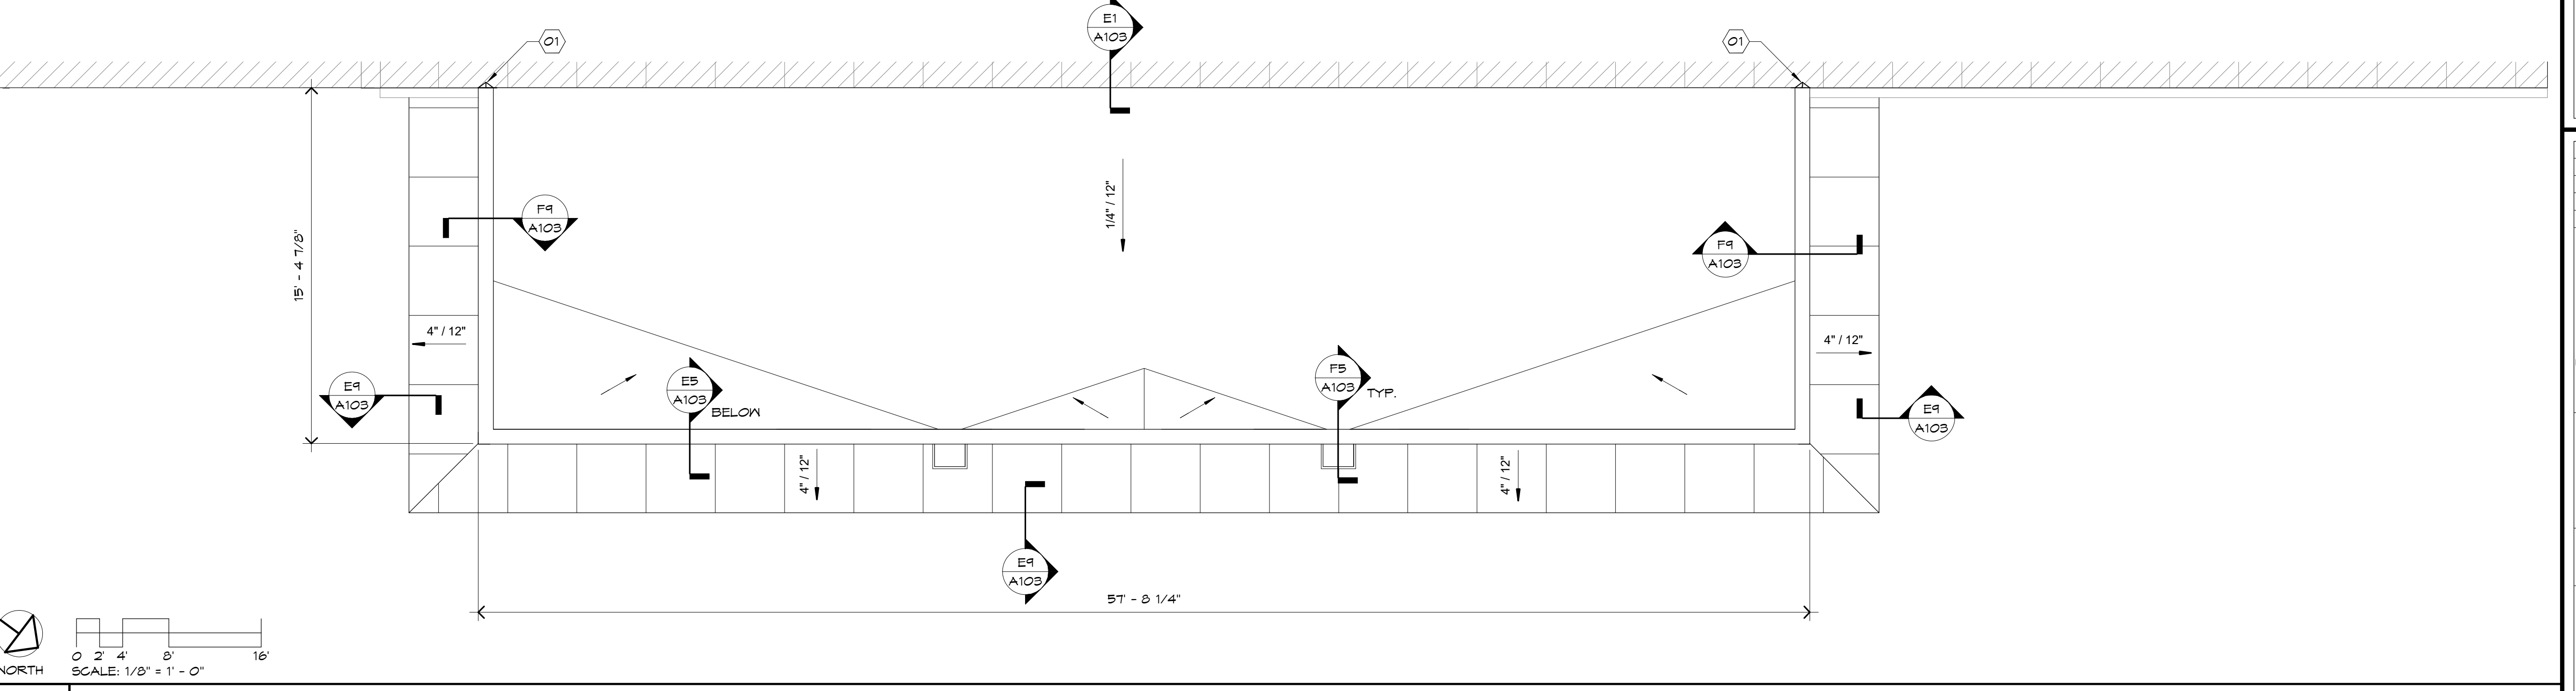 E1
A103
01
01
F9
A103
1/4" / 12"
F9
A103
15' - 4 7/8"
4" / 12"
4" / 12"
E9
A103
E5
A103
BELOW
F5
A103
TYP.
E9
A103
4" / 12"
4" / 12"
E9
A103
57' - 8 1/4"
NORTH
0 2' 4' 8' 16'
SCALE: 1/8" = 1' - 0"